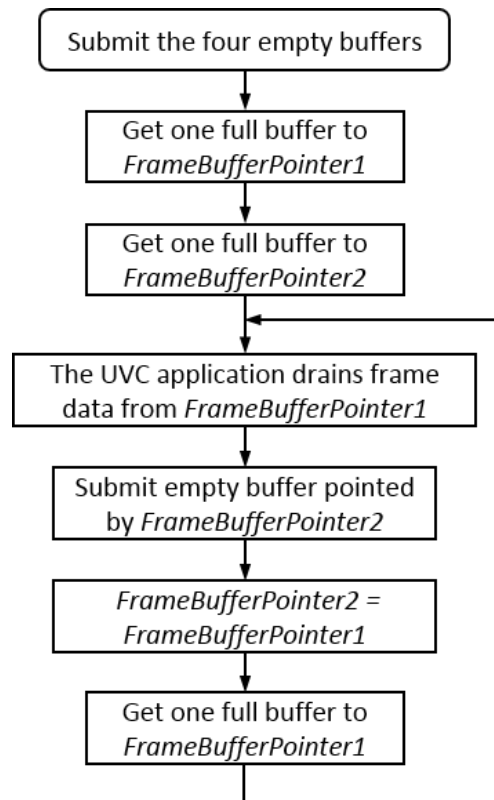 Submit the four empty buffers
Get one full buffer to
FrameBufferPointer1
Get one full buffer to
FrameBufferPointer2
The UVC application drains frame
data from FrameBufferPointer1
Submit empty buffer pointed
by FrameBufferPointer2
FrameBufferPointer2 =
FrameBufferPointer1
Get one full buffer to
FrameBufferPointer1